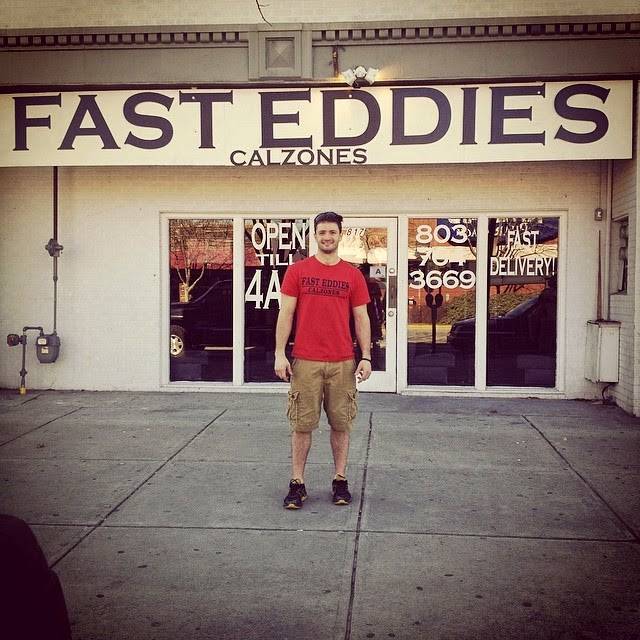 FAST EDDIES
CALZONES
OPEN
TILL
4A
803
704
3669
FAST
DELIVERY!
A
FAST EDDIES
CALZONES